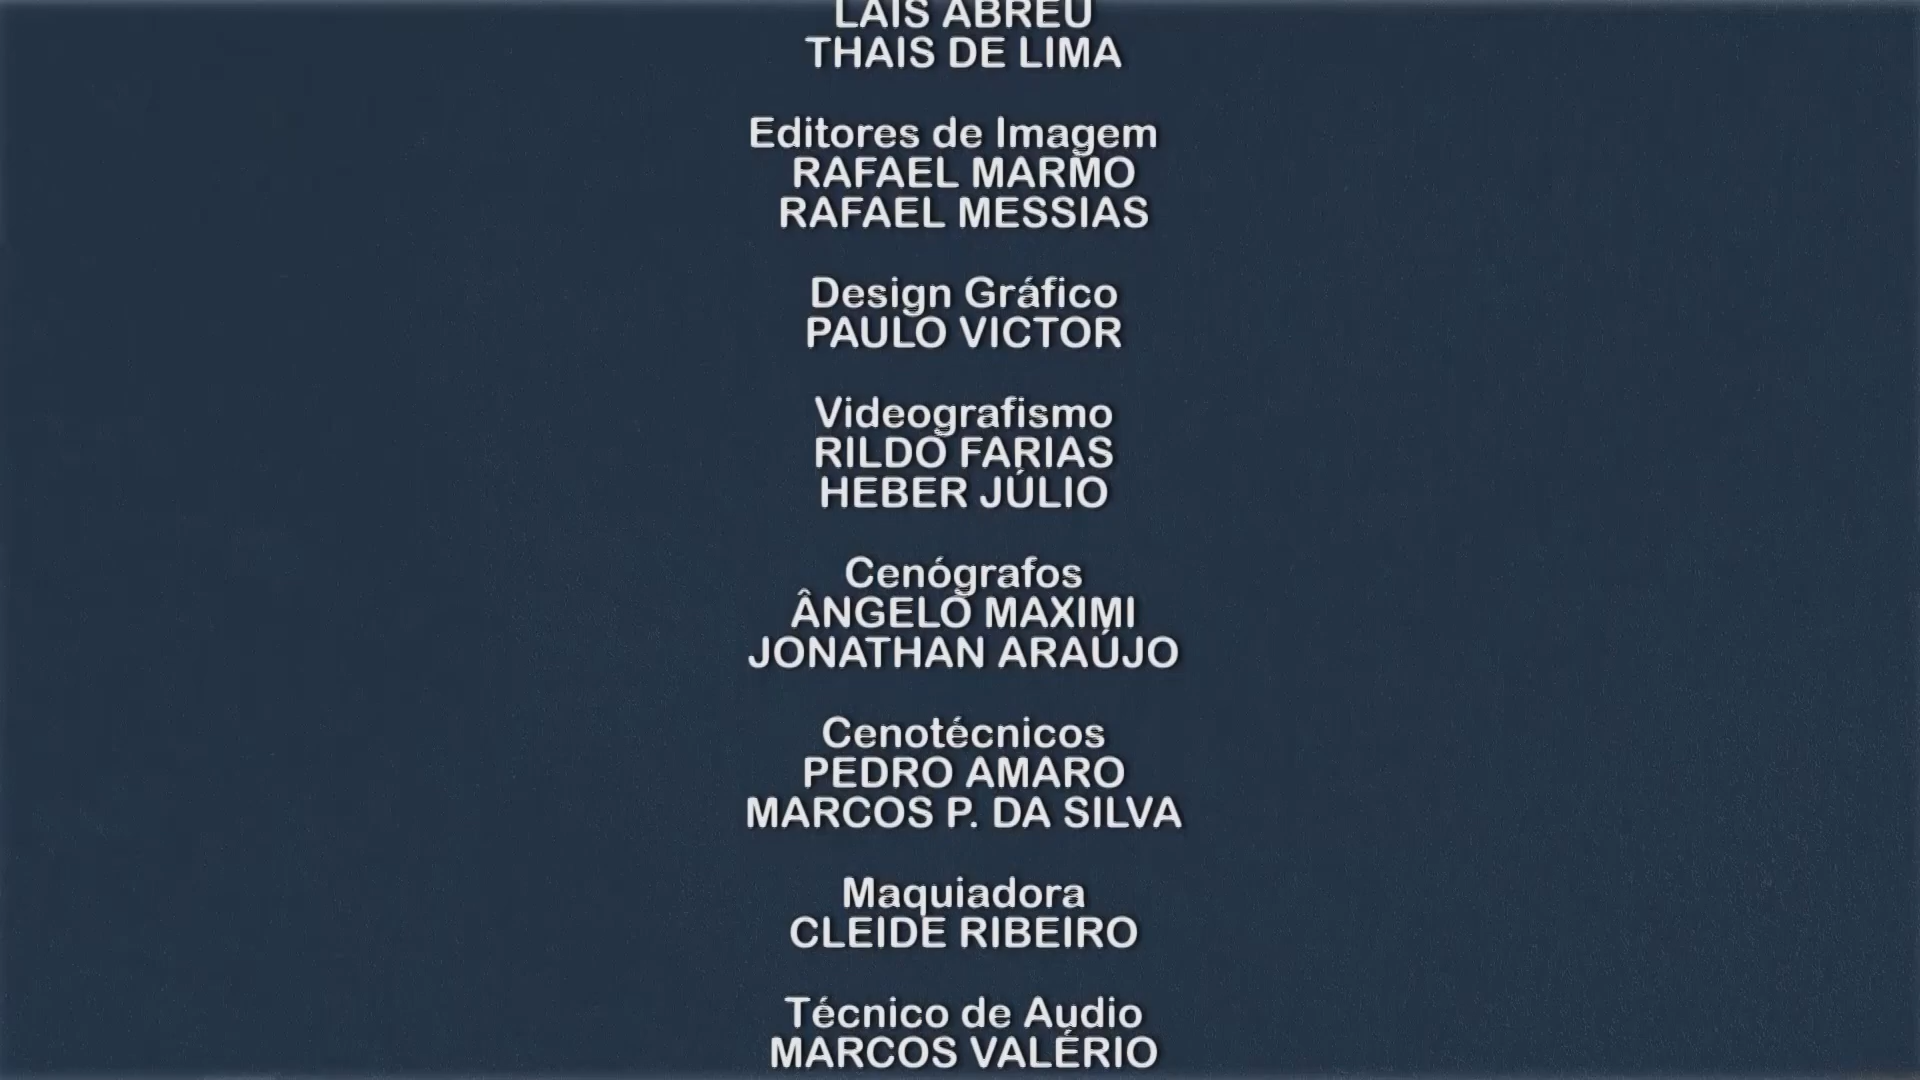 LAIS ABREU
THAIS DE LIMA
Editores de Imagem
RAFAEL MARMO
RAFAEL MESSIAS
Design Gráfico
PAULO VICTOR
Videografismo
RILDO FARIAS
HEBER JÚLIO
Cenógrafos
ÂNGELO MAXIMI
JONATHAN ARAÚJO
Cenotécnicos
PEDRO AMARO
MARCOS P. DA SILVA
Maquiadora
CLEIDE RIBEIRO
Técnico de Audio
MARCOS VALÉRIO